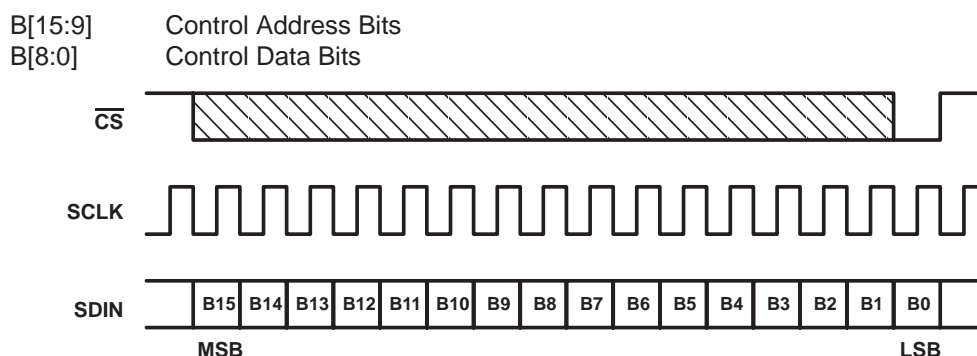 B[15:9] Control Address Bits
B[8:0] Control Data Bits
CS
SCLK
SDIN B15 B14 B13 B12 B11 B10 B9 B8 B7 B6 B5 B4 B3 B2 B1 B0
MSB LSB